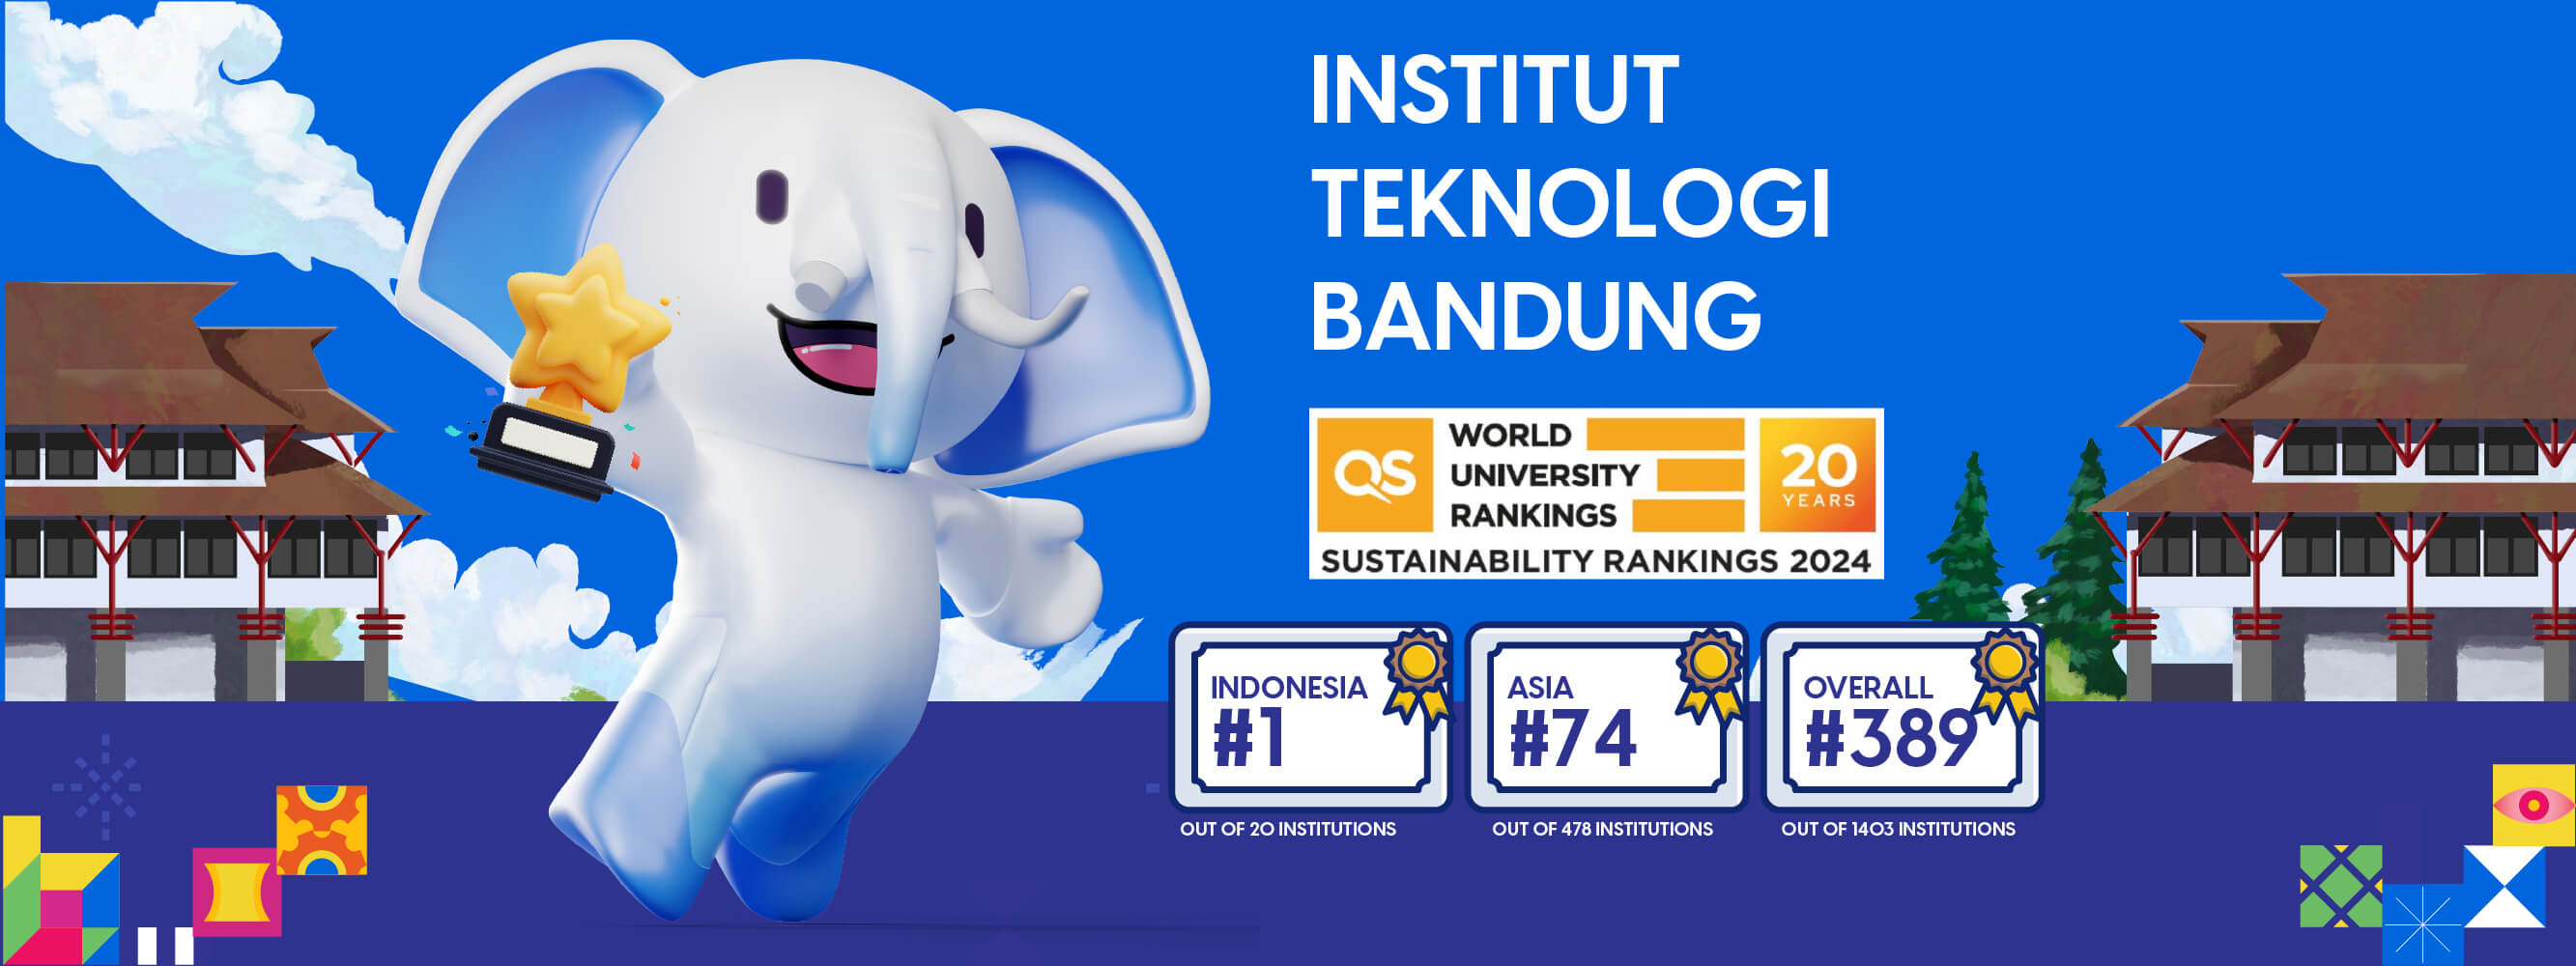 INSTITUT
TEKNOLOGI
BANDUNG
QS
WORLD
UNIVERSITY
RANKINGS
20
YEARS
SUSTAINABILITY RANKINGS 2024
INDONESIA
#1
OUT OF 20 INSTITUTIONS
ASIA
#74
OUT OF 478 INSTITUTIONS
OVERALL
#389
OUT OF 1403 INSTITUTIONS